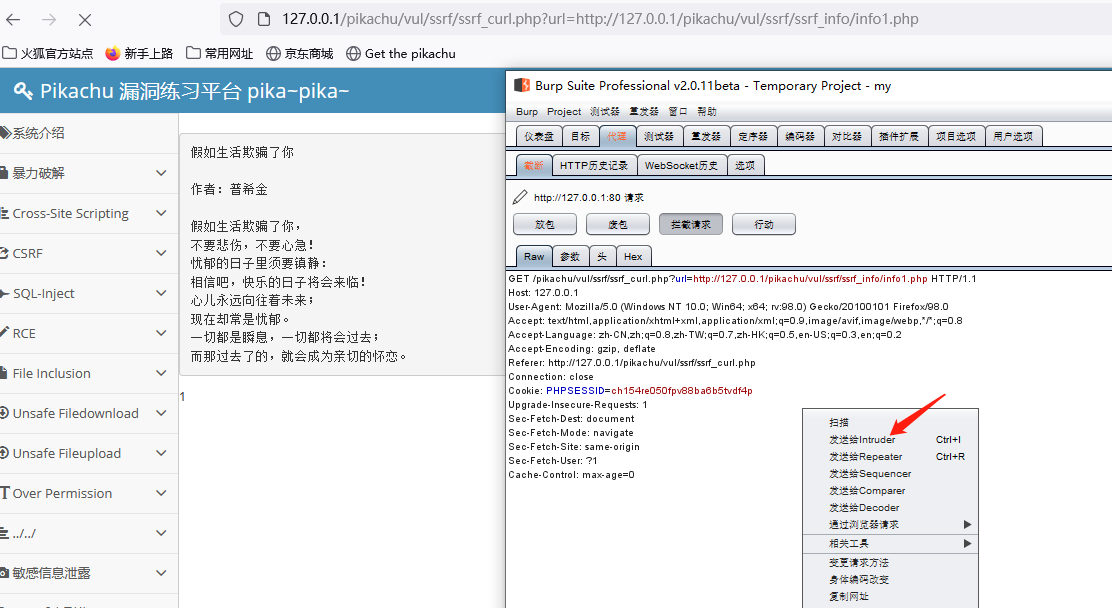 127.0.0.1/pikachu/vul/ssrf/ssrf_curl.php?url=http://127.0.0.1/pikachu/vul/ssrf/ssrf_info/info1.php
火狐官方站点 新手上路 常用网址 京东商城 Get the pikachu
Pikachu 漏洞练习平台 pika~pika~
系统介绍
暴力破解
Cross-Site Scripting
CSRF
SQL-Inject
RCE
File Inclusion
Unsafe Filedownload
Unsafe Fileupload
Over Permission
../../
敏感信息泄露
假如生活欺骗了你
作者：普希金
假如生活欺骗了你，
不要悲伤，不要心急！
忧郁的日子里须要镇静：
相信吧，快乐的日子将会来临！
心儿永远向往着未来；
现在却常是忧郁。
一切都是瞬息，一切都将会过去；
而那过去了的，就会成为亲切的怀恋。
1
Burp Suite Professional v2.0.11beta - Temporary Project - my
Burp Project 测试器 重发器 窗口 帮助
仪表盘 目标 代理 测试器 重发器 定序器 编码器 对比器 插件扩展 项目选项 用户选项
截断 HTTP历史记录 WebSocket历史 选项
http://127.0.0.1:80 请求
放包 废包 拦截请求 行动
Raw 参数 头 Hex
GET /pikachu/vul/ssrf/ssrf_curl.php?url=http://127.0.0.1/pikachu/vul/ssrf/ssrf_info/info1.php HTTP/1.1
Host: 127.0.0.1
User-Agent: Mozilla/5.0 (Windows NT 10.0; Win64; x64; rv:98.0) Gecko/20100101 Firefox/98.0
Accept: text/html,application/xhtml+xml,application/xml;q=0.9,image/avif,image/webp,*/*;q=0.8
Accept-Language: zh-CN,zh;q=0.8,zh-TW;q=0.7,zh-HK;q=0.5,en-US;q=0.3,en;q=0.2
Accept-Encoding: gzip, deflate
Referer: http://127.0.0.1/pikachu/vul/ssrf/ssrf_curl.php
Connection: close
Cookie: PHPSESSID=ch154re050fpv88ba6b5tvdf4p
Upgrade-Insecure-Requests: 1
Sec-Fetch-Dest: document
Sec-Fetch-Mode: navigate
Sec-Fetch-Site: same-origin
Sec-Fetch-User: ?1
Cache-Control: max-age=0
扫描
发送给Intruder Ctrl+I
发送给Repeater Ctrl+R
发送给Sequencer
发送给Comparer
发送给Decoder
通过浏览器请求
相关工具
变更请求方法
身体编码改变
复制网址